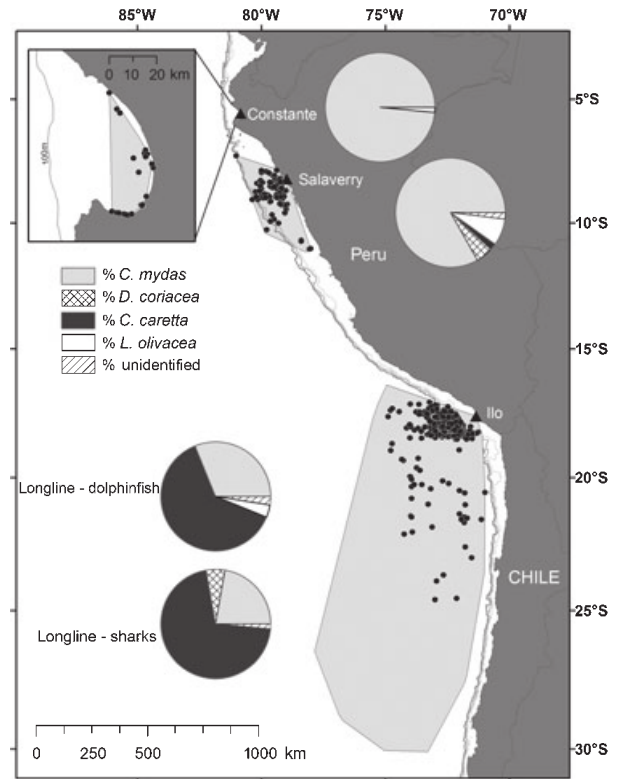 85°W 80°W 75°W 70°W
0 10 20 km
100m
5°S
Constante
Salaverry
10°S
Peru
% C. mydas
% D. coriacea
% C. caretta
% L. olivacea
% unidentified
15°S
Ilo
Longline - dolphinfish
20°S
CHILE
Longline - sharks
25°S
0 250 500 1000 km
30°S